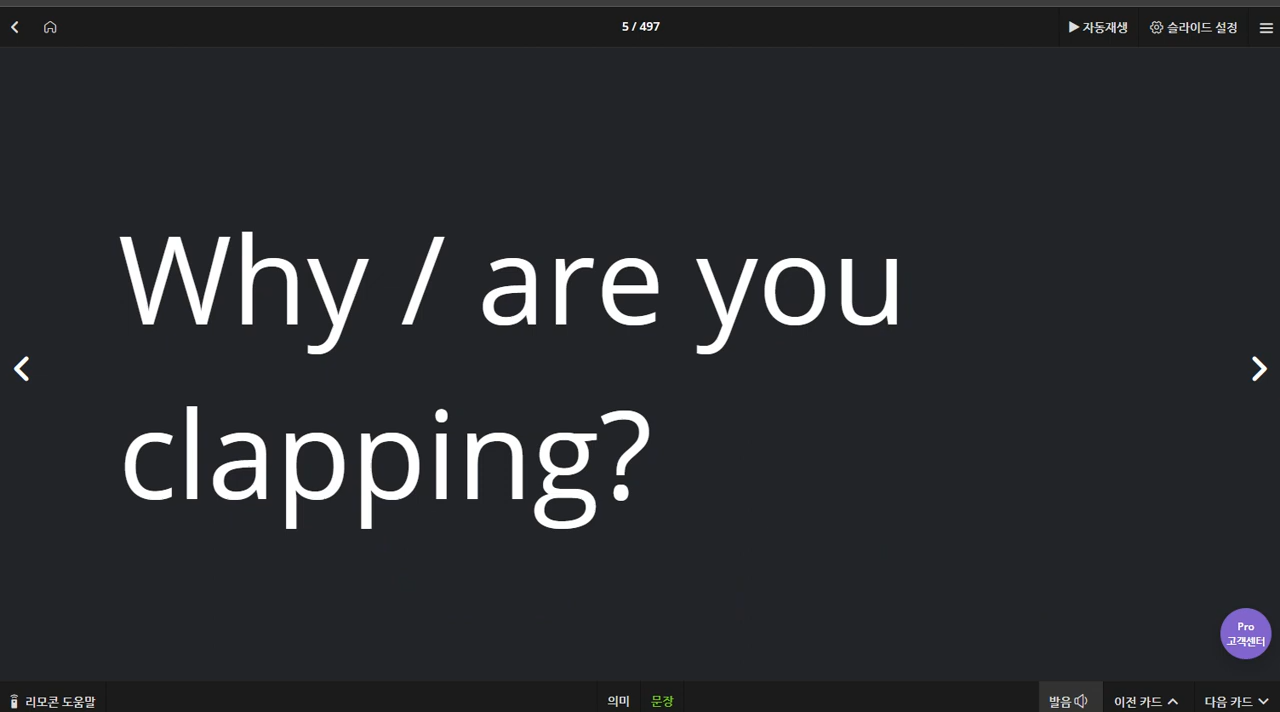 5 / 497
자동재생
슬라이드 설정
Why / are you
clapping?
Pro
고객센터
리모콘 도움말
의미
문장
발음
이전 카드
다음 카드